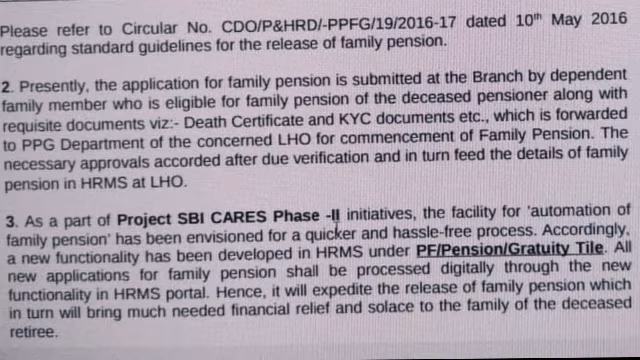 Please refer to Circular No. CDO/P&HRD/-PPFG/19/2016-17 dated 10th May 2016
regarding standard guidelines for the release of family pension.
2. Presently, the application for family pension is submitted at the Branch by dependent
family member who is eligible for family pension of the deceased pensioner along with
requisite documents viz:- Death Certificate and KYC documents etc., which is forwarded
to PPG Department of the concerned LHO for commencement of Family Pension. The
necessary approvals accorded after due verification and in turn feed the details of family
pension in HRMS at LHO.
3. As a part of Project SBI CARES Phase -II initiatives, the facility for 'automation of
family pension' has been envisioned for a quicker and hassle-free process. Accordingly,
a new functionality has been developed in HRMS under PF/Pension/Gratuity Tile. All
new applications for family pension shall be processed digitally through the new
functionality in HRMS portal. Hence, it will expedite the release of family pension which
in turn will bring much needed financial relief and solace to the family of the deceased
retiree.